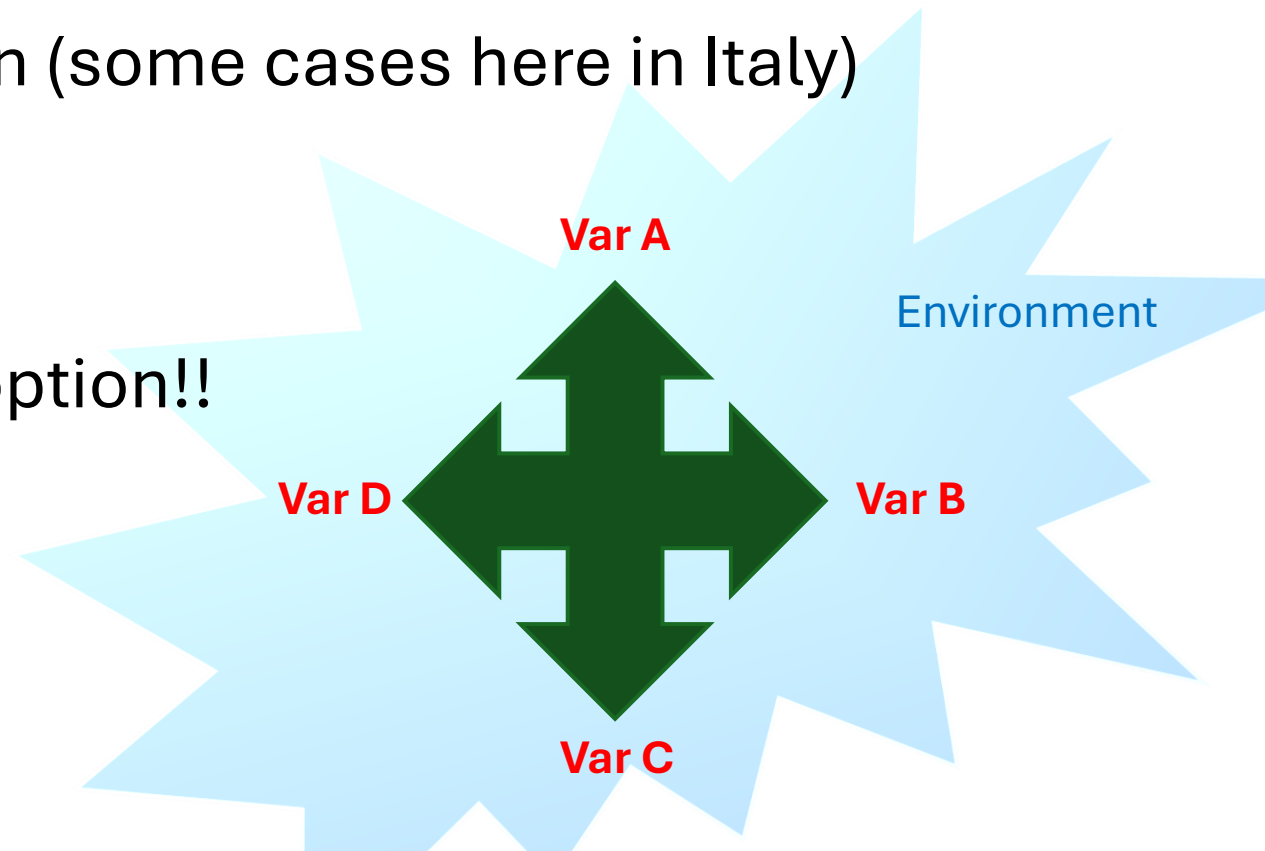 n (some cases here in Italy)
Var A
Environment
ption!!
Var D
Var B
Var C